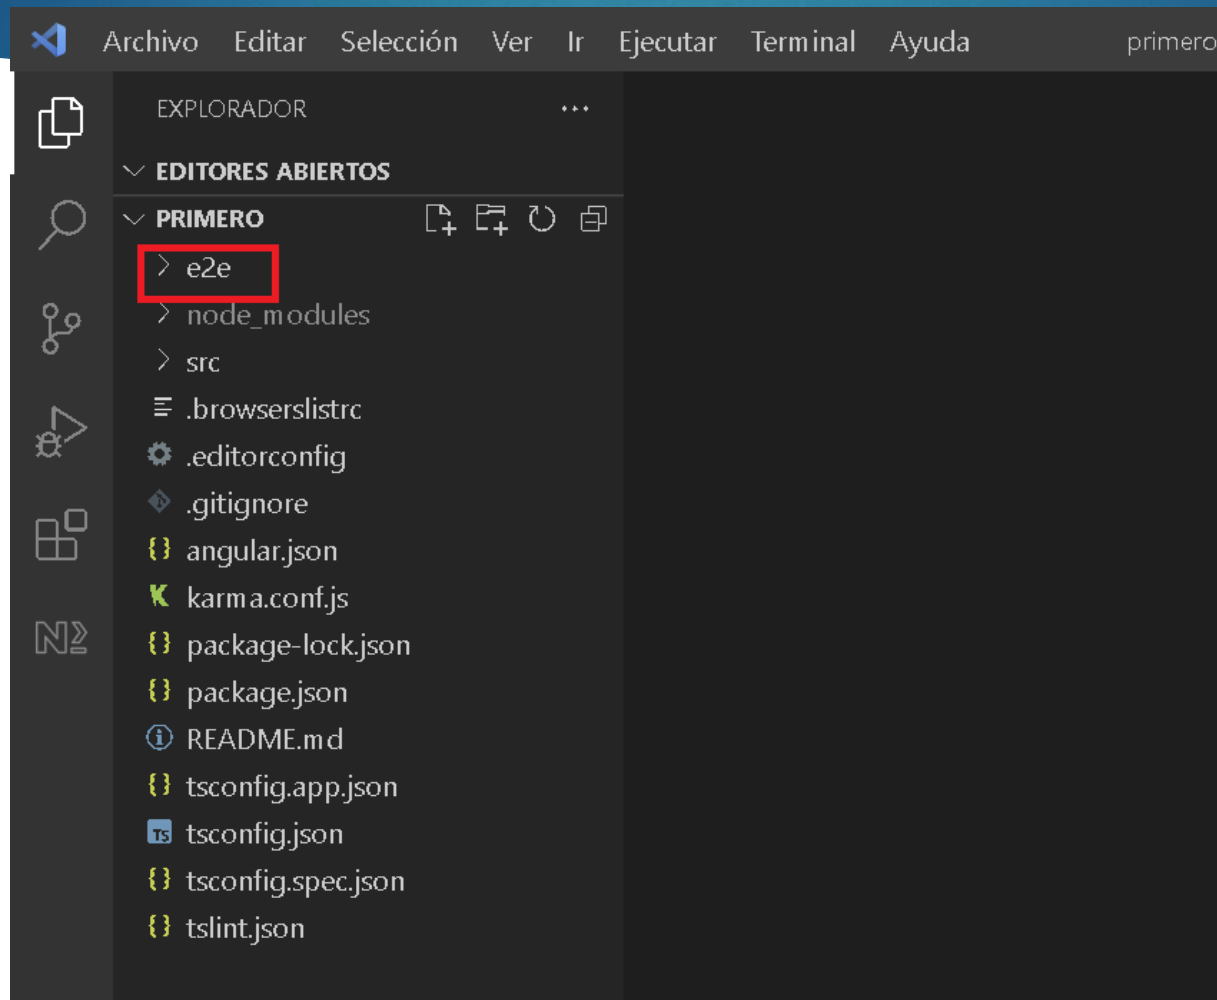 Archivo Editar Selección Ver Ir Ejecutar Terminal Ayuda primero
EXPLORADOR
EDITORES ABIERTOS
PRIMERO
e2e
node_modules
src
.browserslistrc
.editorconfig
.gitignore
{} angular.json
karma.conf.js
{} package-lock.json
{} package.json
README.md
{} tsconfig.app.json
TS tsconfig.json
{} tsconfig.spec.json
{} tslint.json